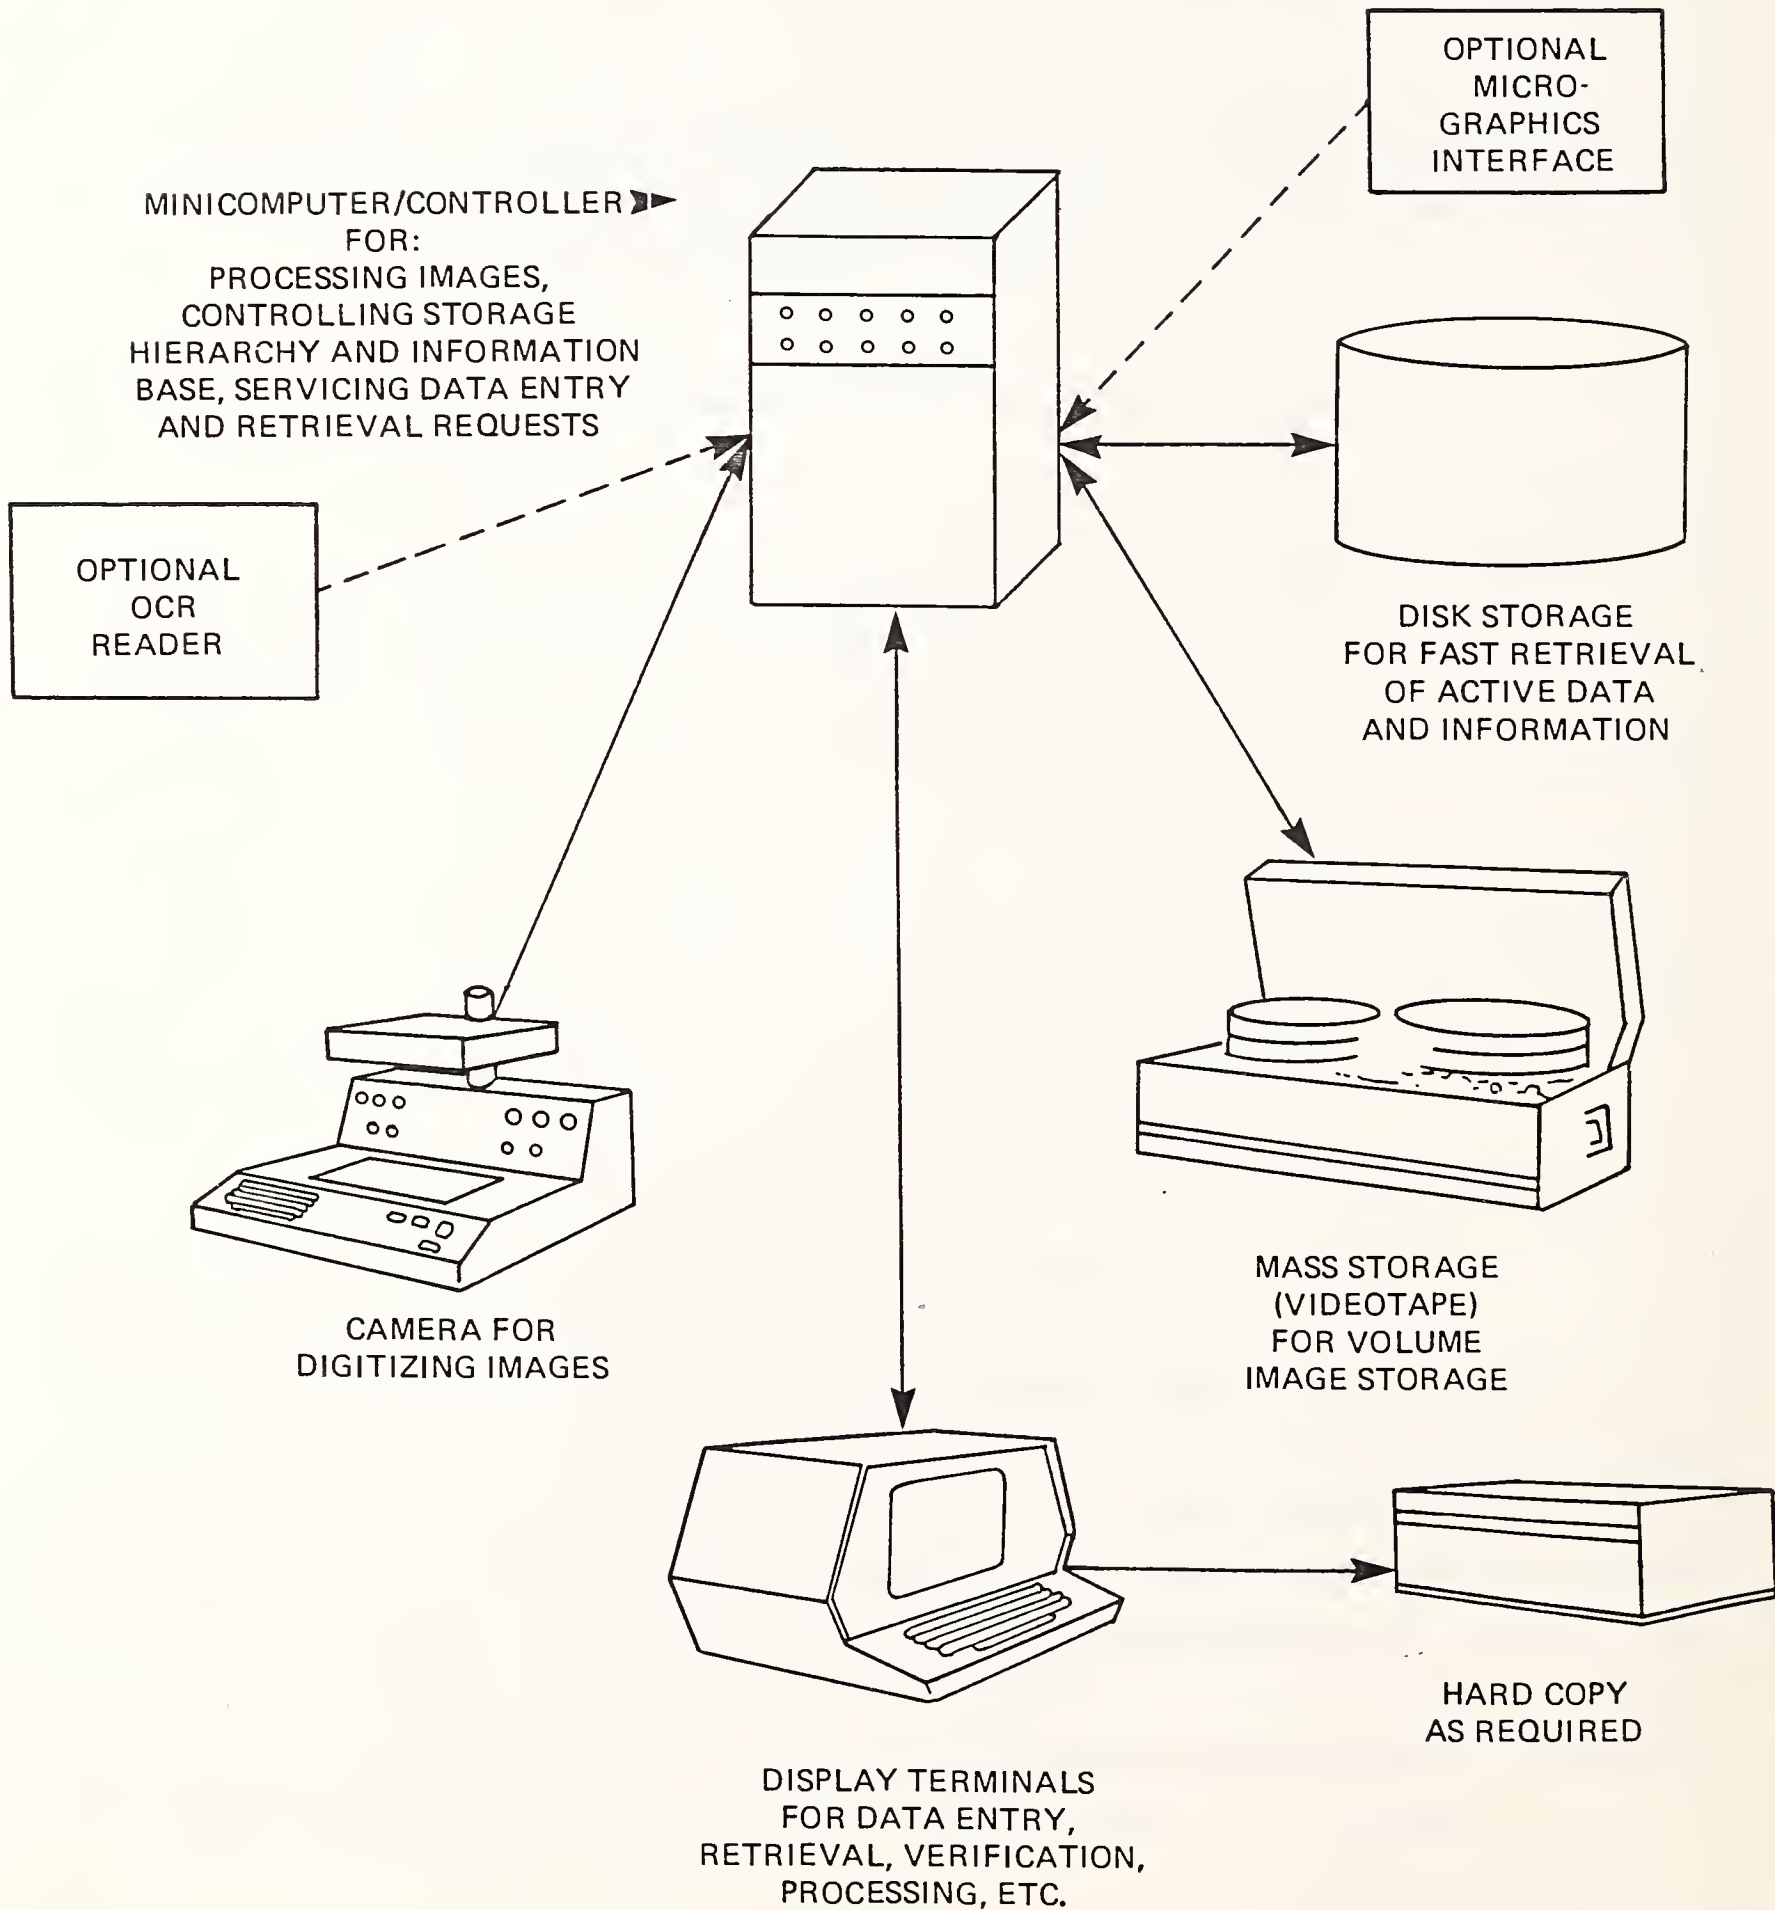 OPTIONAL
MICRO-
GRAPHICS
INTERFACE
MINICOMPUTER/CONTROLLER
FOR:
PROCESSING IMAGES,
CONTROLLING STORAGE
HIERARCHY AND INFORMATION
BASE, SERVICING DATA ENTRY
AND RETRIEVAL REQUESTS
OPTIONAL
OCR
READER
DISK STORAGE
FOR FAST RETRIEVAL
OF ACTIVE DATA
AND INFORMATION
CAMERA FOR
DIGITIZING IMAGES
MASS STORAGE
(VIDEOTAPE)
FOR VOLUME
IMAGE STORAGE
HARD COPY
AS REQUIRED
DISPLAY TERMINALS
FOR DATA ENTRY,
RETRIEVAL, VERIFICATION,
PROCESSING, ETC.